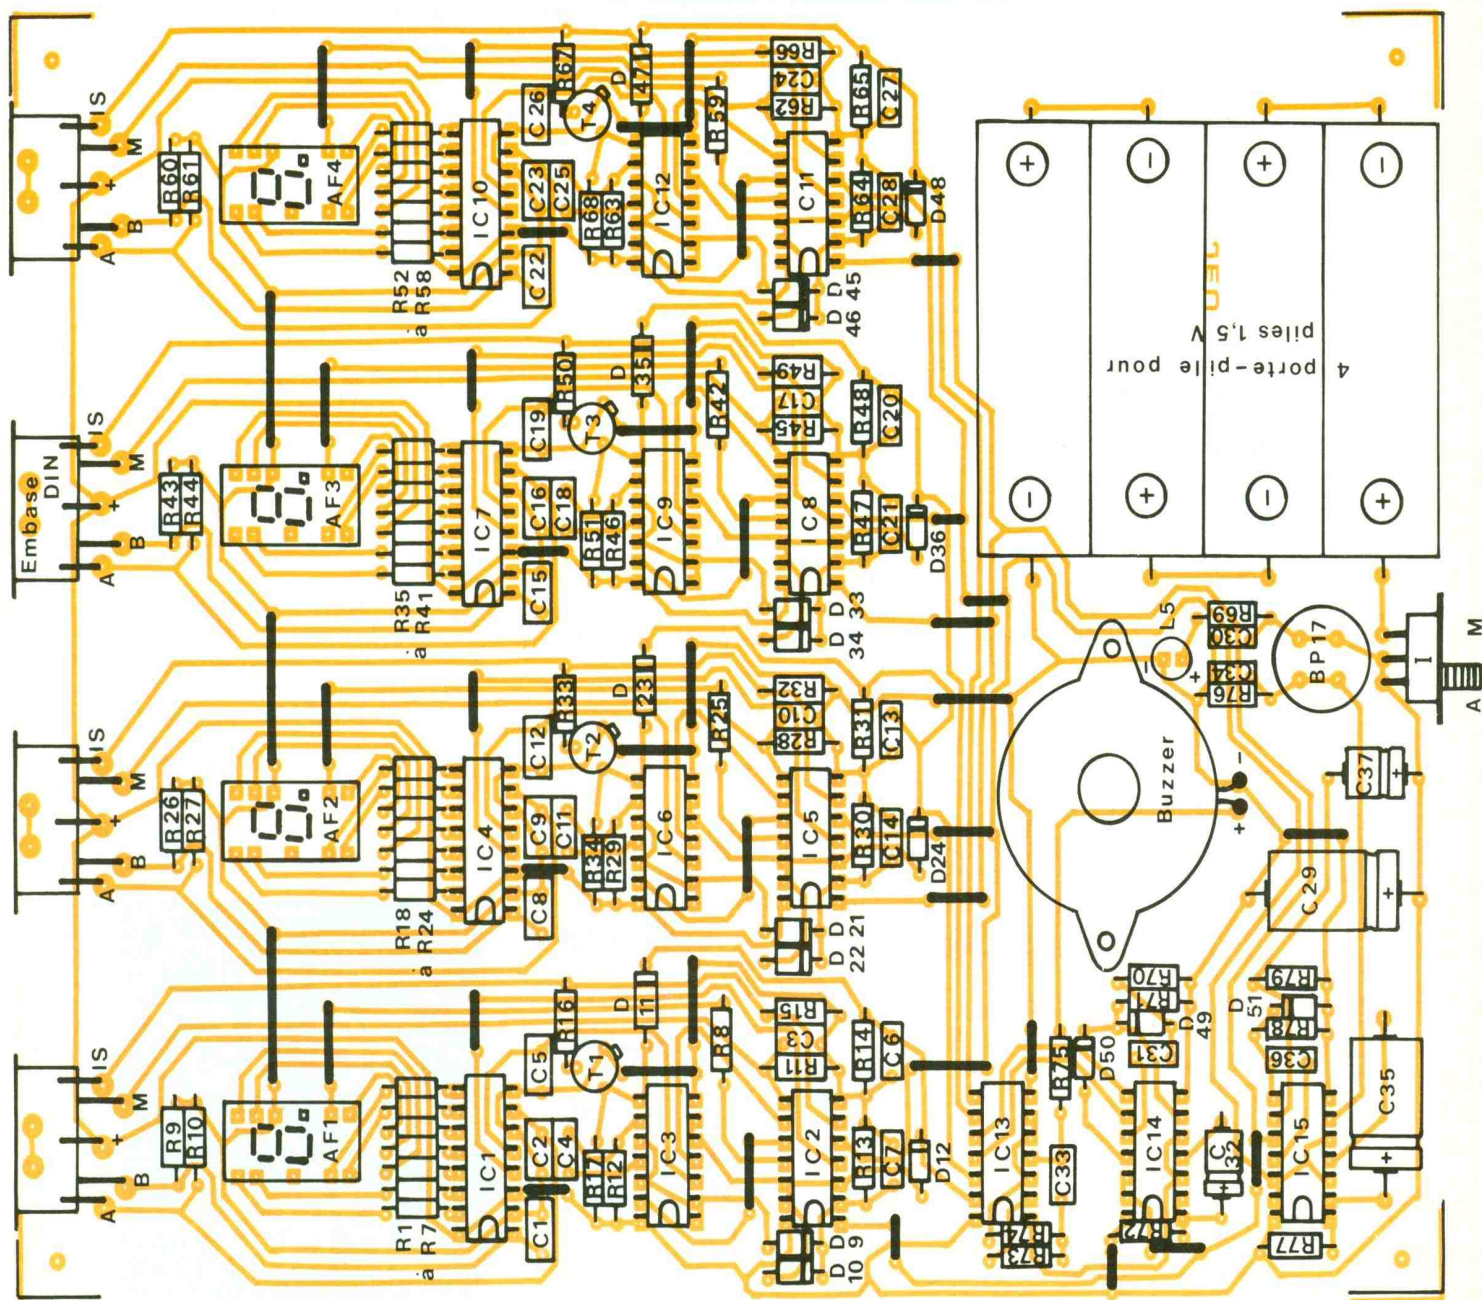 A
B
+
M
IS
R60
R61
AF4
R52
à R58
IC10
C22
C23
C25
C26
R67
T4
D
47
R68
R63
IC12
R59
R66
C24
R62
IC11
D D
46 45
R65
C27
R64
C28
D48
Embase
DIN
A
B
+
M
IS
R43
R44
AF3
R35
à R41
IC7
C15
C16
C18
C19
R50
T3
D
35
R51
R46
IC9
R42
R49
C17
R45
IC8
D D
34 33
R48
C20
R47
C21
D36
A
B
+
M
IS
R26
R27
AF2
R18
à R24
IC4
C8
C9
C11
C12
R33
T2
D
23
R34
R29
IC6
R25
R32
C10
R28
IC5
D D
22 21
R31
C13
R30
C14
D24
A
B
+
M
IS
R9
R10
AF1
R1
à R7
IC1
C1
C2
C4
C5
R16
T1
D
11
R17
R12
IC3
R8
R15
C3
R11
IC2
D D
10 9
R14
C6
R13
C7
D12
+
-
+
-
4 porte-pile pour
piles 1,5 V
-
+
-
+
L5
-
+
R69
C30
C34
R76
BP17
I
A
M
Buzzer
+
-
C37
+
C29
+
R70
R71
D
49
C31
R79
D
51
R78
C36
C35
+
IC13
R74
R73
R75
D50
C33
IC14
R72
C
32
+
IC15
R77